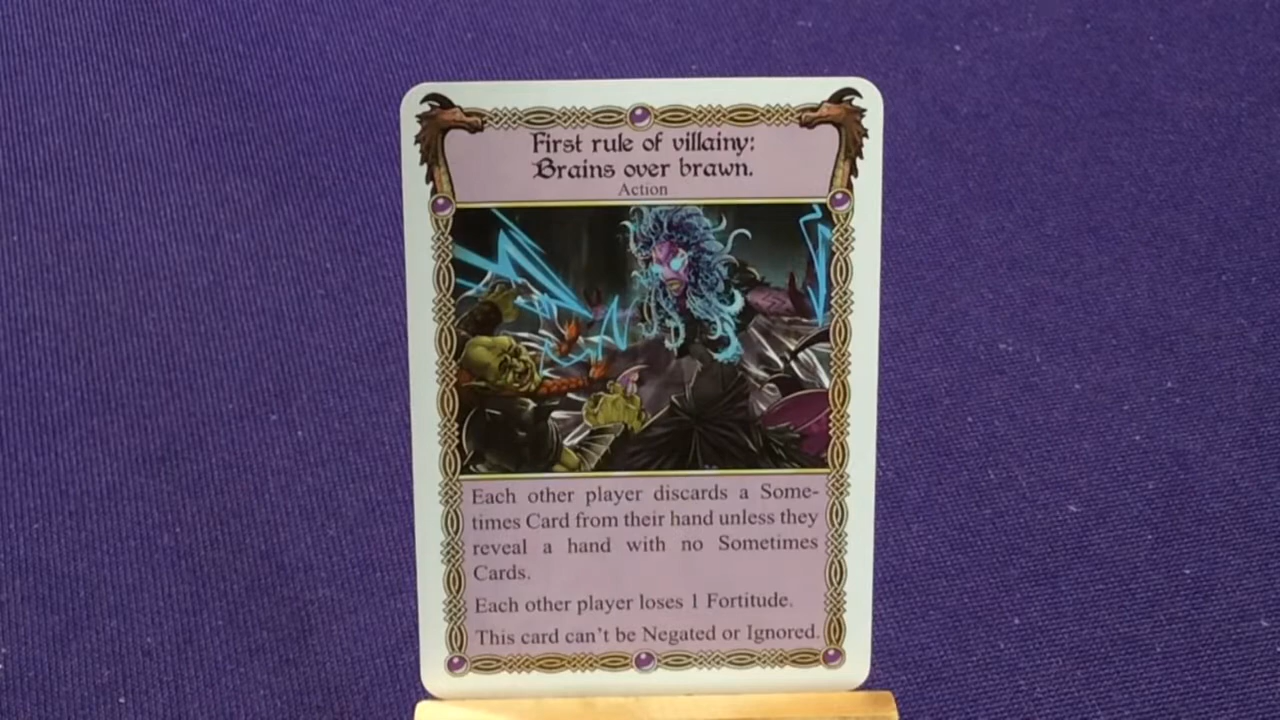 First rule of villainy:
Brains over brawn.
Action
Each other player discards a Some-
times Card from their hand unless they
reveal a hand with no Sometimes
Cards.
Each other player loses 1 Fortitude.
This card can't be Negated or Ignored.